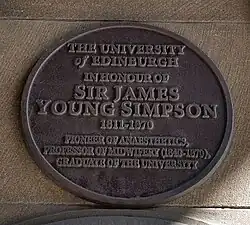 THE UNIVERSITY
of EDINBURGH
IN HONOUR OF
SIR JAMES
YOUNG SIMPSON
1811-1870
PIONEER OF ANAESTHETICS,
PROFESSOR OF MIDWIFERY (1840-1870),
GRADUATE OF THE UNIVERSITY